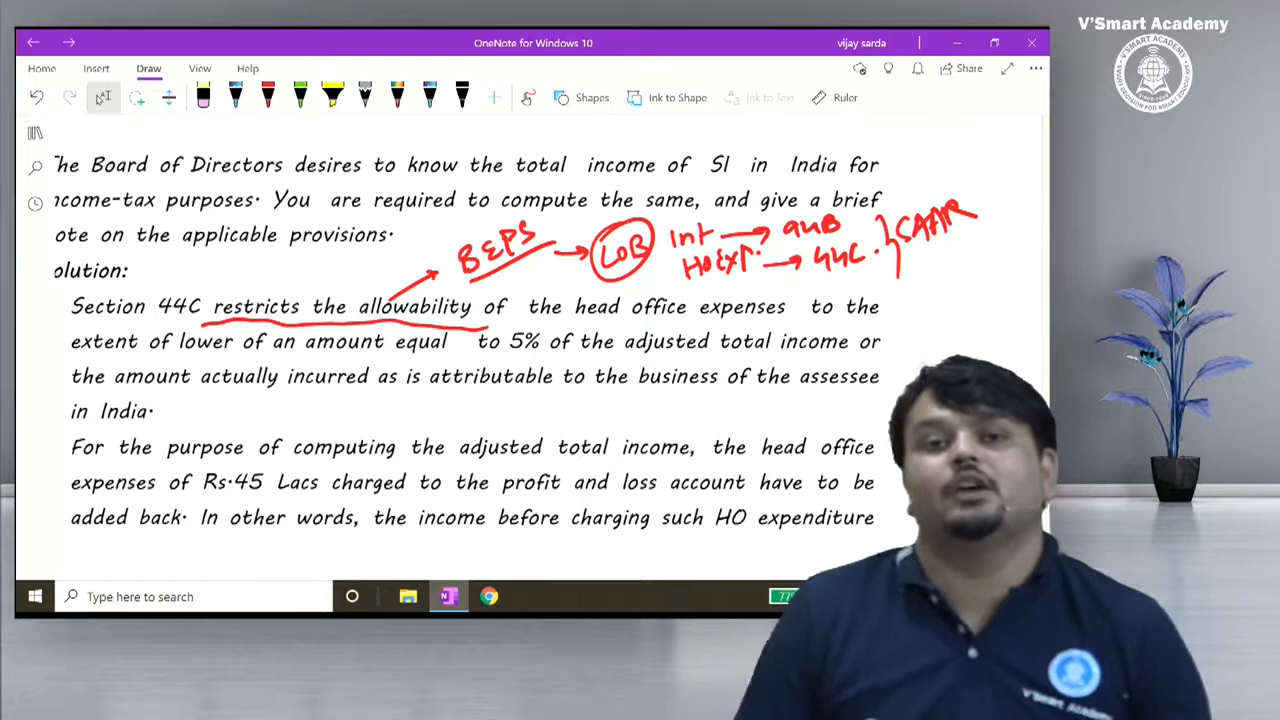 V'Smart Academy
OneNote for Windows 10
vijay sarda
Home Insert Draw View Help
Share
Shapes
Ink to Shape
Ink to Text
Ruler
he Board of Directors desires to know the total income of SI in India for
ncome-tax purposes. You are required to compute the same, and give a brief
ote on the applicable provisions.
olution:
BEPS
LOB
Int → 94B
HO Exp. → 44C.
SAAR
Section 44C restricts the allowability of the head office expenses to the
extent of lower of an amount equal to 5% of the adjusted total income or
the amount actually incurred as is attributable to the business of the assessee
in India.
For the purpose of computing the adjusted total income, the head office
expenses of Rs.45 Lacs charged to the profit and loss account have to be
added back. In other words, the income before charging such HO expenditure
Type here to search
V'Smart Academy